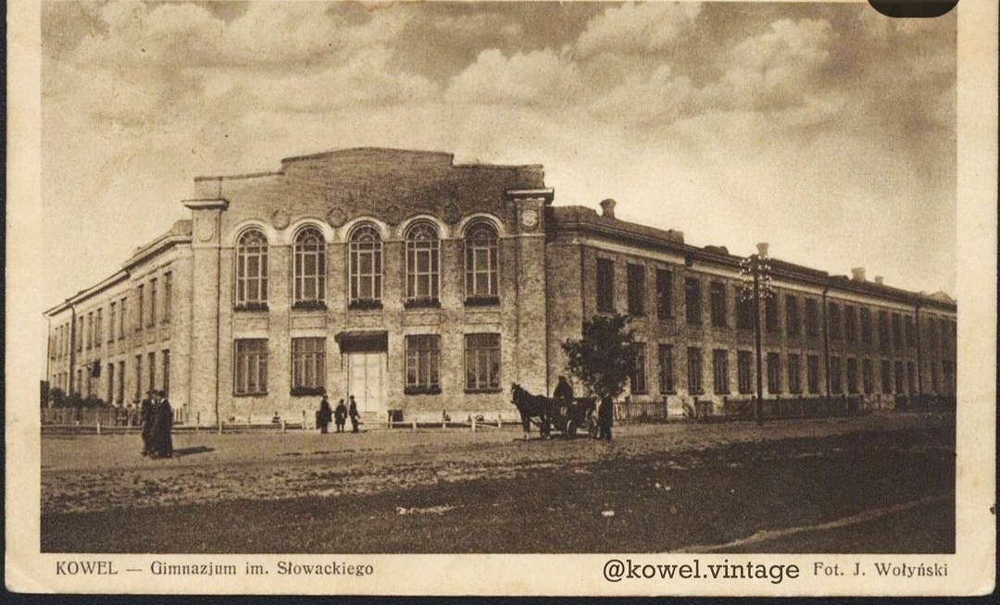 KOWEL — Gimnazjum im. Słowackiego
@kowel.vintage
Fot. J. Wołyński